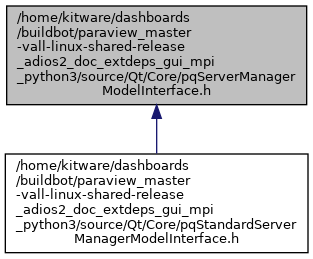 /home/kitware/dashboards
/buildbot/paraview_master
-vall-linux-shared-release
_adios2_doc_extdeps_gui_mpi
_python3/source/Qt/Core/pqServerManager
ModelInterface.h
/home/kitware/dashboards
/buildbot/paraview_master
-vall-linux-shared-release
_adios2_doc_extdeps_gui_mpi
_python3/source/Qt/Core/pqStandardServer
ManagerModelInterface.h